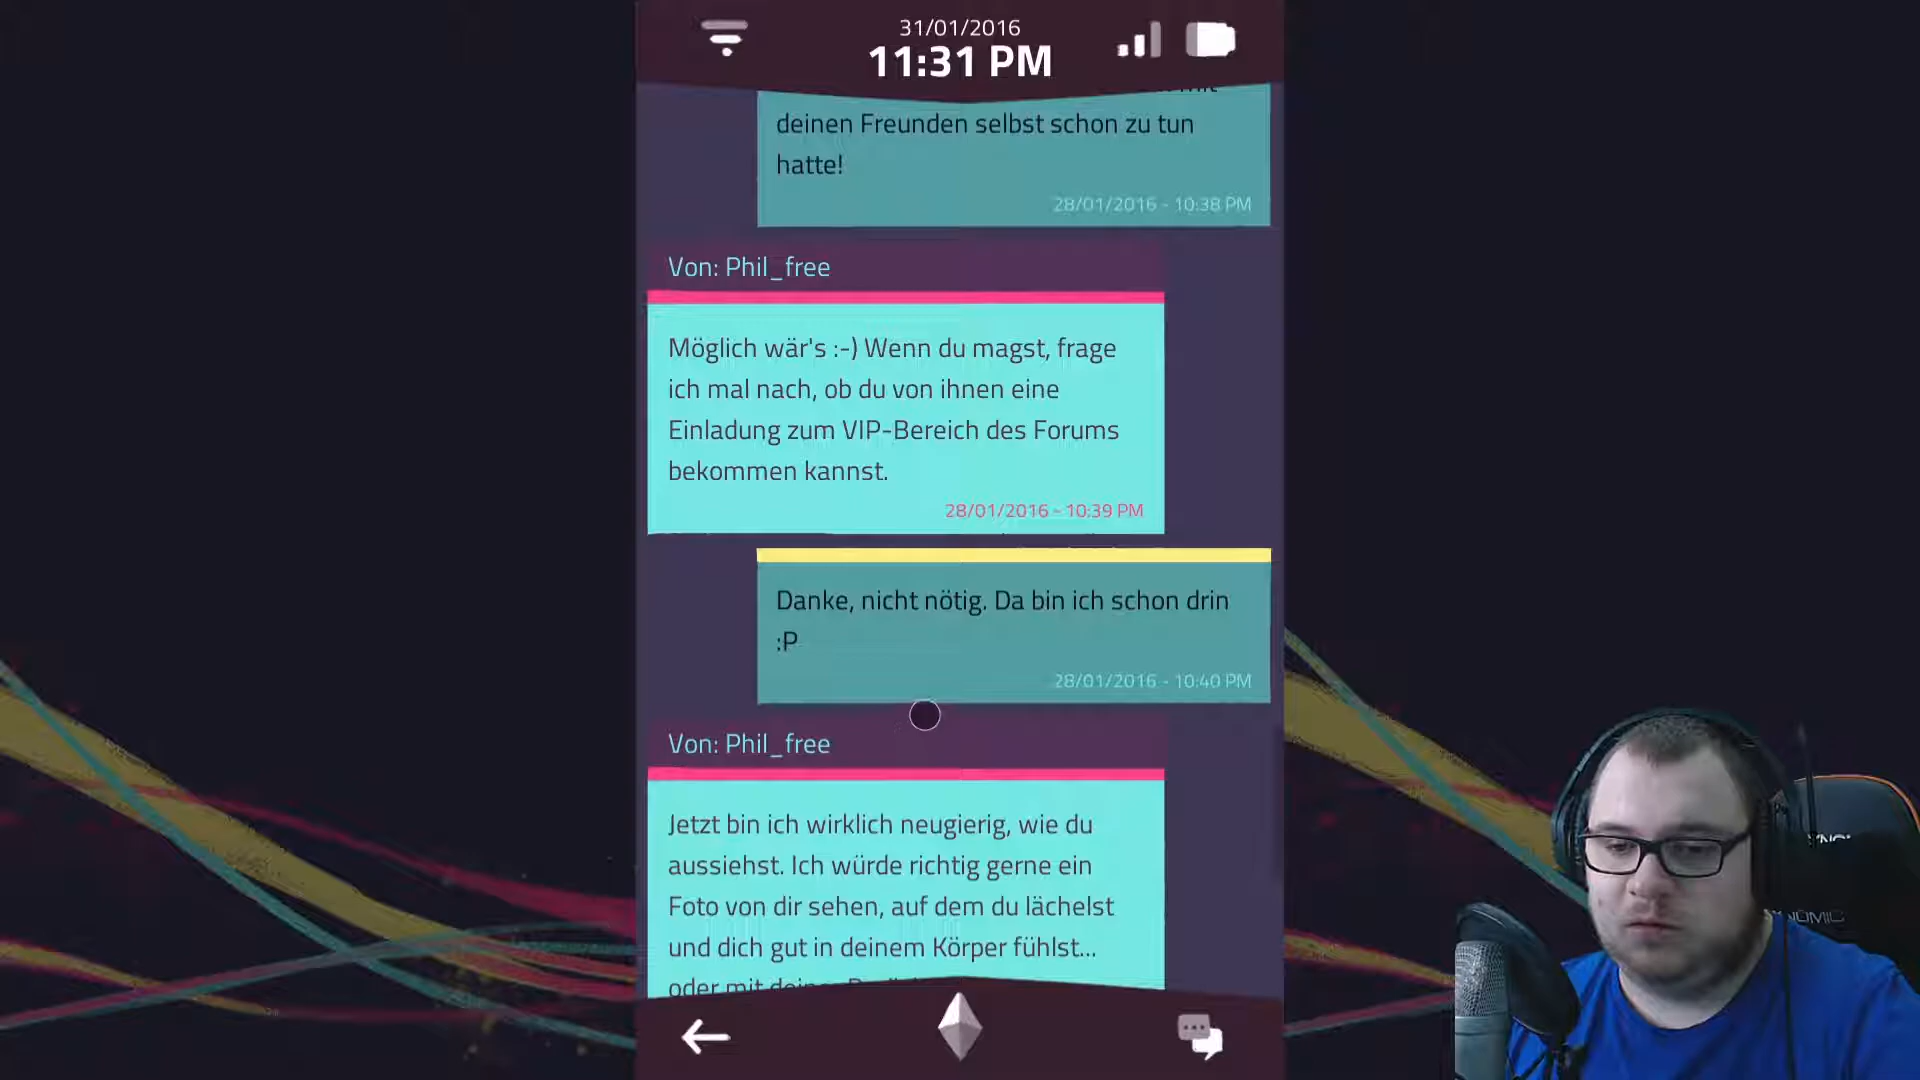 31/01/2016
11:31 PM
deinen Freunden selbst schon zu tun
hatte!
28/01/2016 - 10:38 PM
Von: Phil_free
Möglich wär's :-) Wenn du magst, frage
ich mal nach, ob du von ihnen eine
Einladung zum VIP-Bereich des Forums
bekommen kannst.
28/01/2016 - 10:39 PM
Danke, nicht nötig. Da bin ich schon drin
:P
28/01/2016 - 10:40 PM
Von: Phil_free
Jetzt bin ich wirklich neugierig, wie du
aussiehst. Ich würde richtig gerne ein
Foto von dir sehen, auf dem du lächelst
und dich gut in deinem Körper fühlst...
oder mit